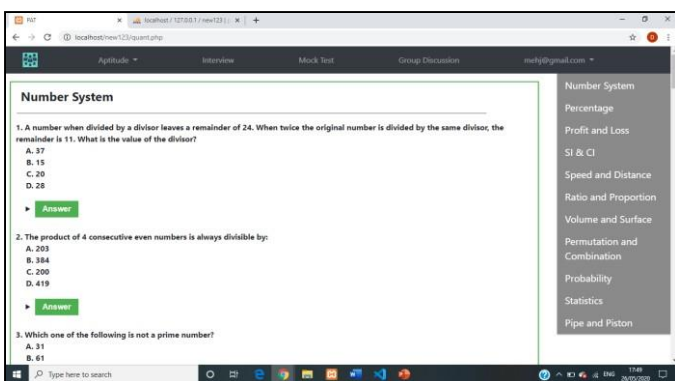 PAT
localhost / 127.0.0.1 / new123 |
localhost/new123/quant.php
Aptitude
Interview
Mock Test
Group Discussion
mehj@gmail.com
Number System
1. A number when divided by a divisor leaves a remainder of 24. When twice the original number is divided by the same divisor, the
remainder is 11. What is the value of the divisor?
A. 37
B. 15
C. 20
D. 28
Answer
2. The product of 4 consecutive even numbers is always divisible by:
A. 203
B. 384
C. 200
D. 419
Answer
3. Which one of the following is not a prime number?
A. 31
B. 61
Number System
Percentage
Profit and Loss
SI & CI
Speed and Distance
Ratio and Proportion
Volume and Surface
Permutation and
Combination
Probability
Statistics
Pipe and Piston
Type here to search
ENG
17:49
26/05/2020